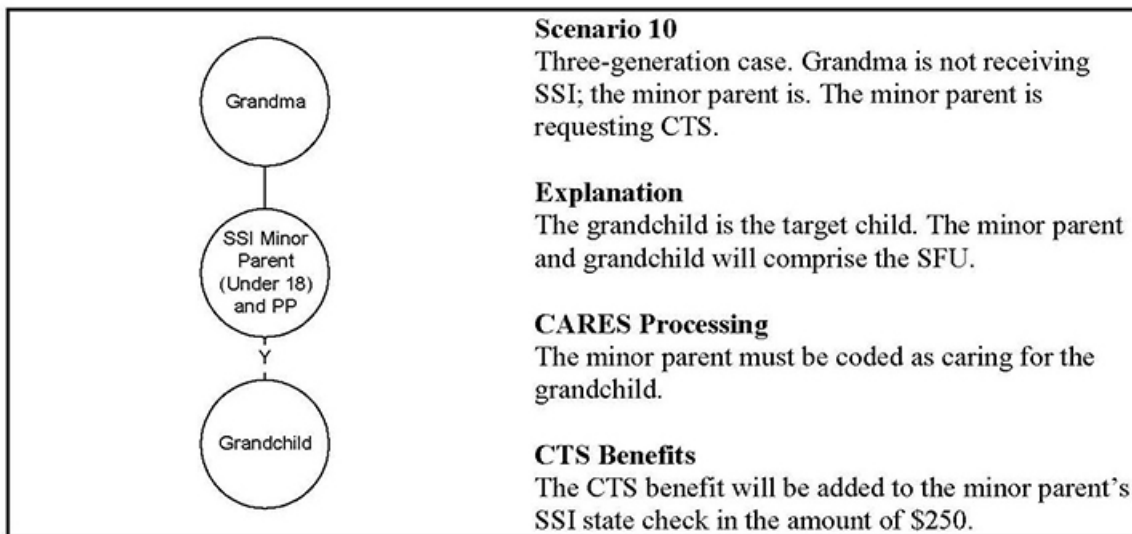 Grandma
SSI Minor
Parent
(Under 18)
and PP
Y
Grandchild
Scenario 10
Three-generation case. Grandma is not receiving
SSI; the minor parent is. The minor parent is
requesting CTS.
Explanation
The grandchild is the target child. The minor parent
and grandchild will comprise the SFU.
CARES Processing
The minor parent must be coded as caring for the
grandchild.
CTS Benefits
The CTS benefit will be added to the minor parent’s
SSI state check in the amount of $250.